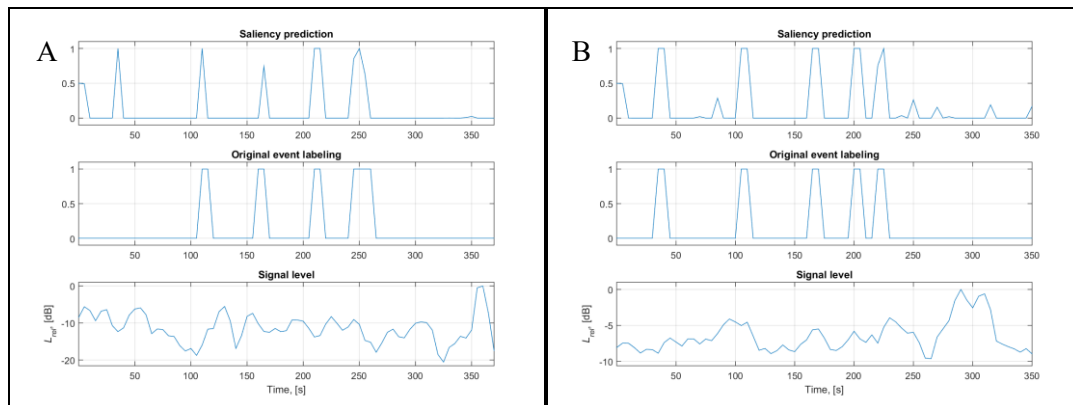 A
Saliency prediction
1
0.5
0
50 100 150 200 250 300 350
Original event labeling
1
0.5
0
50 100 150 200 250 300 350
Signal level
0
-10
-20
L_rel, [dB]
50 100 150 200 250 300 350
Time, [s]
B
Saliency prediction
1
0.5
0
50 100 150 200 250 300 350
Original event labeling
1
0.5
0
50 100 150 200 250 300 350
Signal level
0
-5
-10
L_rel, [dB]
50 100 150 200 250 300 350
Time, [s]